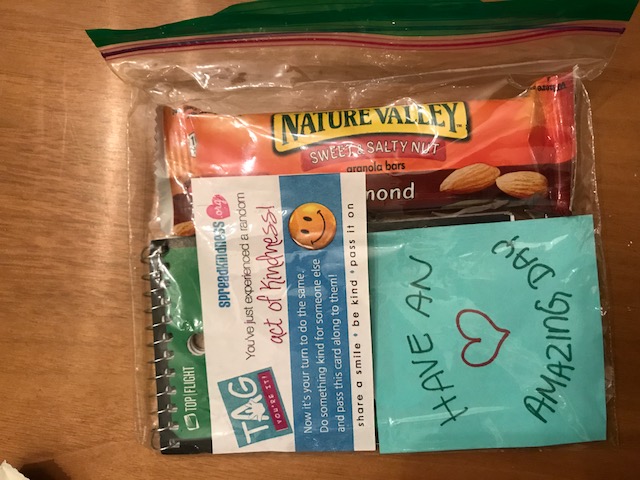 NATURE VALLEY
SWEET & SALTY NUT
granola bars
mond
spreadkindness.org
You've just experienced a random
act of kindness!
TAG
YOU'RE IT!
Now it's your turn to do the same.
Do something kind for someone else
and pass this card along to them!
share a smile • be kind • pass it on
TOP FLIGHT
HAVE AN
AMAZING DAY